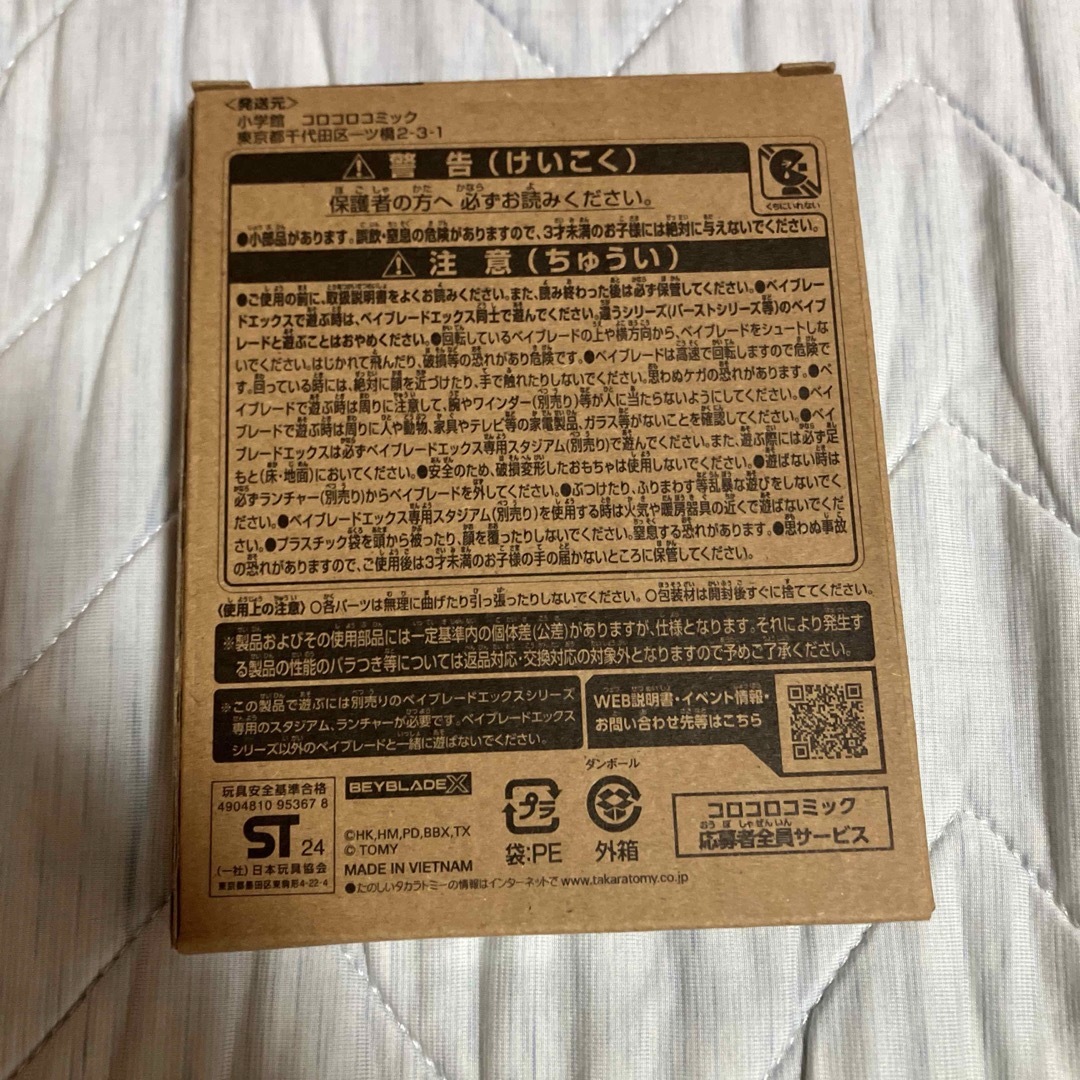 <発送元>
小学館 コロコロコミック
東京都千代田区一ツ橋2-3-1
⚠警告(けいこく)
くちにいれない
保護者の方へ 必ずお読みください。
●小部品があります。誤飲・窒息の危険がありますので、3才未満のお子様には絶対に与えないでください。
⚠注意(ちゅうい)
●ご使用の前に、取扱説明書をよくお読みください。また、読み終わった後は必ず保管してください。●ベイブレー
ドエックスで遊ぶ時は、ベイブレードエックス同士で遊んでください。違うシリーズ(バーストシリーズ等)のベイブ
レードと遊ぶことはおやめください。●回転しているベイブレードの上や横方向から、ベイブレードをシュートしな
いでください。はじかれて飛んだり、破損等の恐れがあり危険です。●ベイブレードは高速で回転しますので危険で
す。回っている時には、絶対に顔を近づけたり、手で触れたりしないでください。思わぬケガの恐れがあります。●ベ
イブレードで遊ぶ時は周りに注意して、腕やワインダー(別売り)等が人に当たらないようにしてください。●ベイブ
レードで遊ぶ時は周りに人や動物、家具やテレビ等の家電製品、ガラス等がないことを確認してください。●ベイ
ブレードエックスは必ずベイブレードエックス専用スタジアム(別売り)で遊んでください。また、遊ぶ際には必ず足
もと(床・地面)においてください。●安全のため、破損変形したおもちゃは使用しないでください。●遊ばない時は
必ずランチャー(別売り)からベイブレードを外してください。●ぶつけたり、ふりまわす等乱暴な遊びをしないでく
ださい。●ベイブレードエックス専用スタジアム(別売り)を使用する時は火気や暖房器具の近くで遊ばないでくだ
さい。●プラスチック袋を頭から被ったり、顔を覆ったりしないでください。窒息する恐れがあります。●思わぬ事故
の恐れがありますので、ご使用後は3才未満のお子様の手の届かないところに保管してください。
〈使用上の注意〉 ○各パーツは無理に曲げたり引っ張ったりしないでください。○包装材は開封後すぐに捨ててください。
※製品およびその使用部品には一定基準内の個体差(公差)がありますが、仕様となります。それにより発生す
る製品の性能のバラつき等については返品対応・交換対応の対象外となりますので予めご了承ください。
※この製品で遊ぶには別売りのベイブレードエックスシリーズ
専用のスタジアム、ランチャーが必要です。ベイブレードエックス
シリーズ以外のベイブレードと一緒に遊ばないでください。
WEB説明書・イベント情報・
お問い合わせ先等はこちら
玩具安全基準合格
4904810 95367 8
ST 24
(一社)日本玩具協会
東京都墨田区東駒形4-22-4
BEYBLADE X
©HK,HM,PD,BBX,TX
© TOMY
MADE IN VIETNAM
プラ
袋:PE
ダンボール
外箱
コロコロコミック
応募者全員サービス
●たのしいタカラトミーの情報はインターネットで www.takaratomy.co.jp